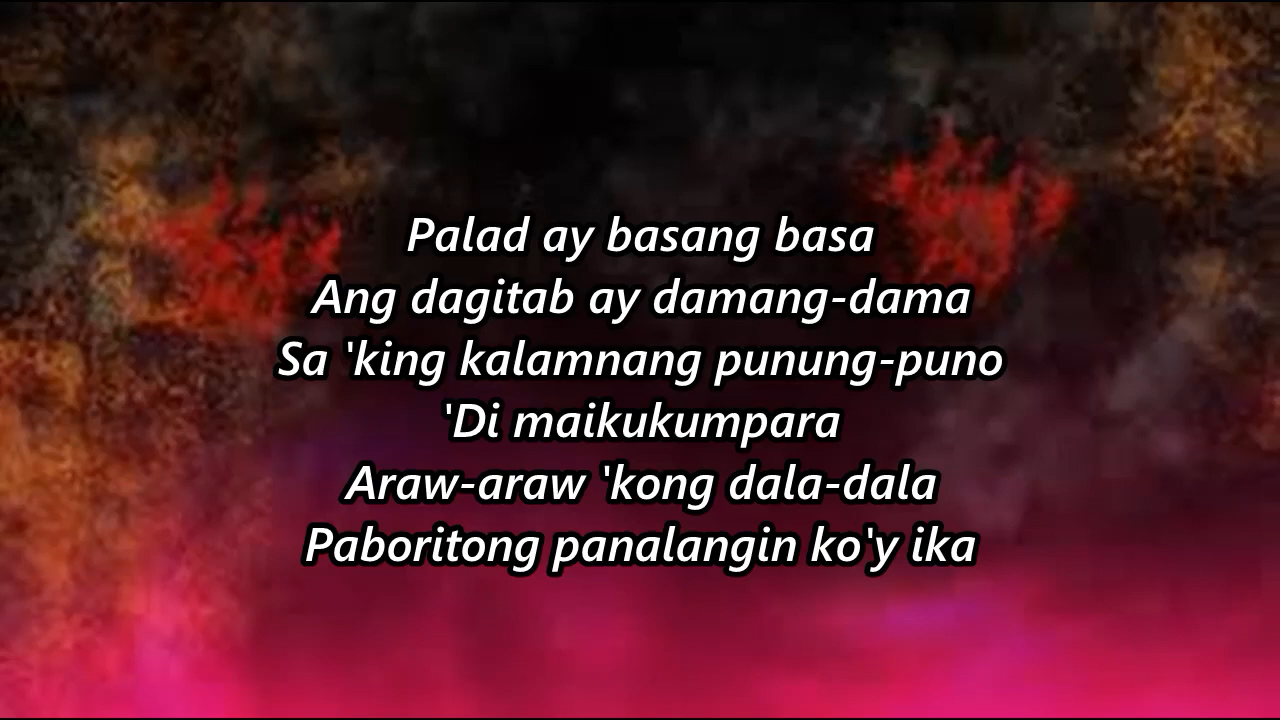 Palad ay basang basa
Ang dagitab ay damang-dama
Sa 'king kalamnang punung-puno
'Di maikukumpara
Araw-araw 'kong dala-dala
Paboritong panalangin ko'y ika